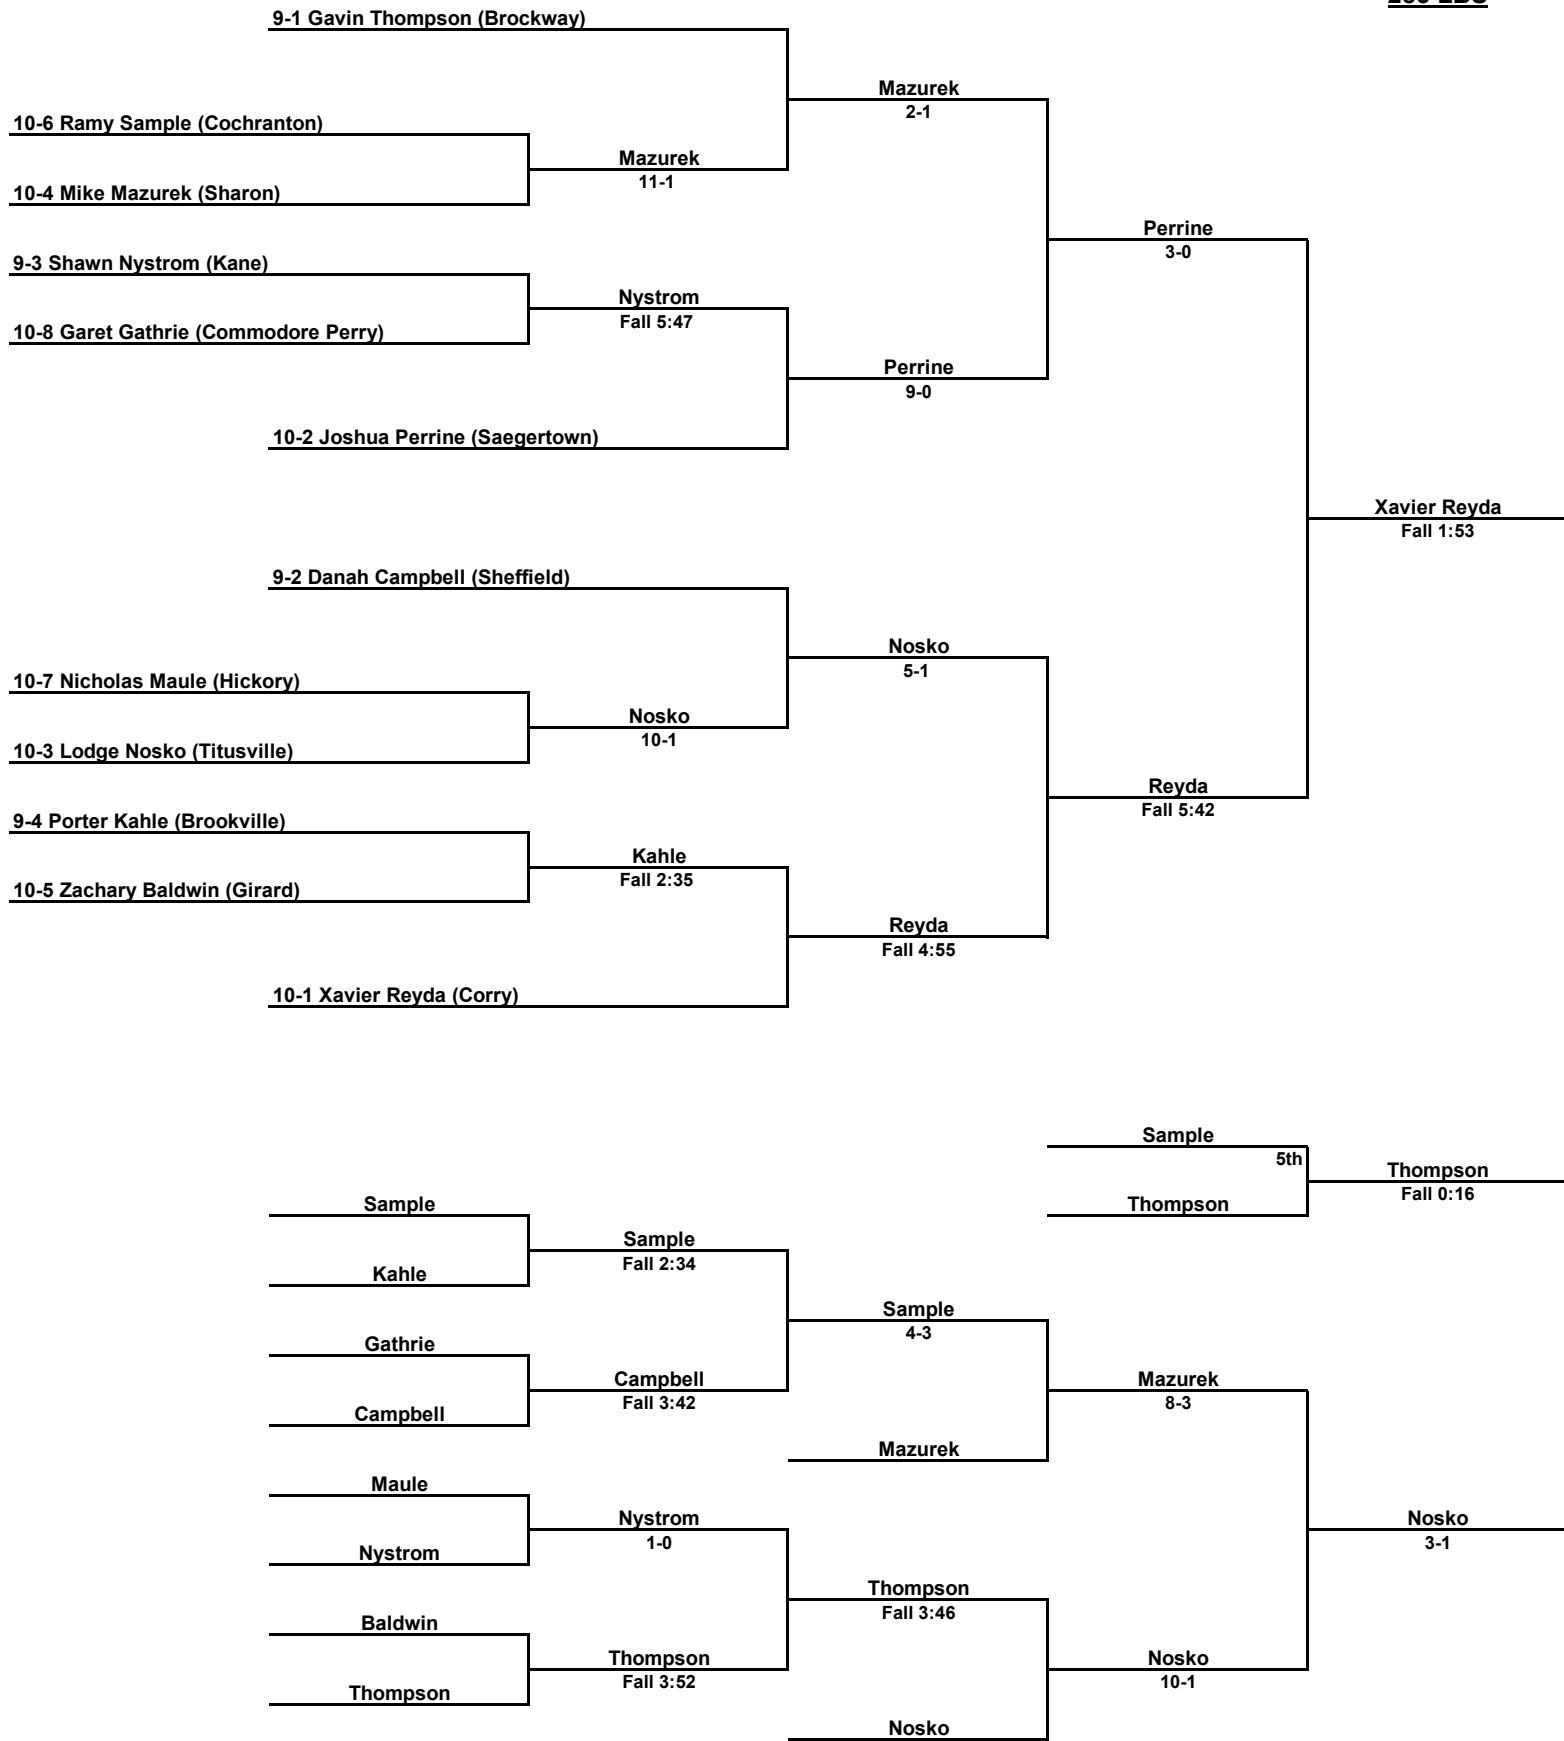 9-1 Gavin Thompson (Brockway)
Mazurek
2-1
10-6 Ramy Sample (Cochranton)
Mazurek
11-1
10-4 Mike Mazurek (Sharon)
Perrine
3-0
9-3 Shawn Nystrom (Kane)
Nystrom
Fall 5:47
10-8 Garet Gathrie (Commodore Perry)
Perrine
9-0
10-2 Joshua Perrine (Saegertown)
Xavier Reyda
Fall 1:53
9-2 Danah Campbell (Sheffield)
Nosko
5-1
10-7 Nicholas Maule (Hickory)
Nosko
10-1
10-3 Lodge Nosko (Titusville)
Reyda
Fall 5:42
9-4 Porter Kahle (Brookville)
Kahle
Fall 2:35
10-5 Zachary Baldwin (Girard)
Reyda
Fall 4:55
10-1 Xavier Reyda (Corry)
Sample
5th
Thompson
Fall 0:16
Thompson
Sample
Sample
Fall 2:34
Kahle
Sample
4-3
Gathrie
Campbell
Fall 3:42
Mazurek
8-3
Campbell
Mazurek
Maule
Nystrom
1-0
Nosko
3-1
Nystrom
Thompson
Fall 3:46
Baldwin
Thompson
Fall 3:52
Nosko
10-1
Thompson
Nosko